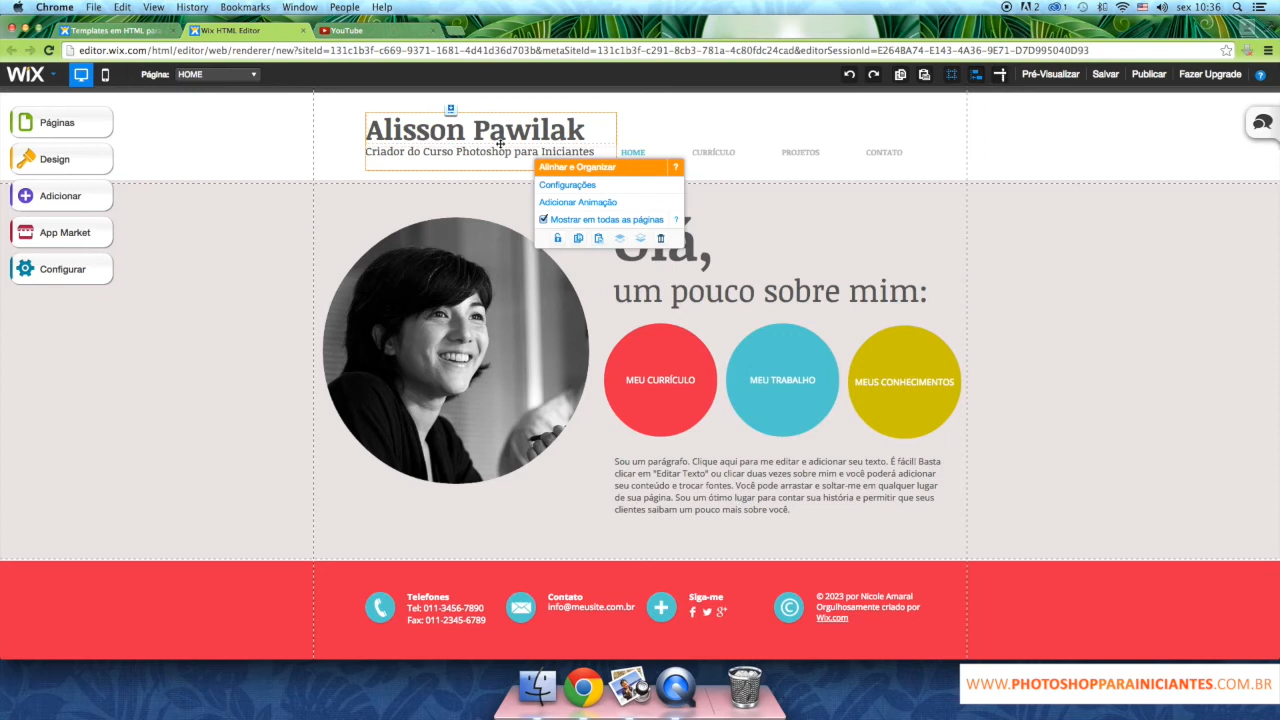 Chrome File Edit View History Bookmarks Window People Help
2 1 sex 10:36
Templates em HTML para
Wix HTML Editor
YouTube
editor.wix.com/html/editor/web/renderer/new?siteId=131c1b3f-c669-9371-1681-4d41d36d703b&metaSiteId=131c1b3f-c291-8cb3-781a-4c80fdc24cad&editorSessionId=E2648A74-E143-4A36-9E71-D7D995040D93
WiX Página: HOME Pré-Visualizar Salvar Publicar Fazer Upgrade ?
Páginas
Design
Adicionar
App Market
Configurar
Alisson Pawilak
Criador do Curso Photoshop para Iniciantes
HOME CURRÍCULO PROJETOS CONTATO
Alinhar e Organizar ?
Configurações
Adicionar Animação
Mostrar em todas as páginas ?
Olá,
um pouco sobre mim:
MEU CURRÍCULO
MEU TRABALHO
MEUS CONHECIMENTOS
Sou um parágrafo. Clique aqui para me editar e adicionar seu texto. É fácil! Basta
clicar em "Editar Texto" ou clicar duas vezes sobre mim e você poderá adicionar
seu conteúdo e trocar fontes. Você pode arrastar e soltar-me em qualquer lugar
de sua página. Sou um ótimo lugar para contar sua história e permitir que seus
clientes saibam um pouco mais sobre você.
Telefones
Tel: 011-3456-7890
Fax: 011-2345-6789
Contato
info@meusite.com.br
Siga-me
© 2023 por Nicole Amaral
Orgulhosamente criado por
Wix.com
WWW.PHOTOSHOPPARAINICIANTES.COM.BR